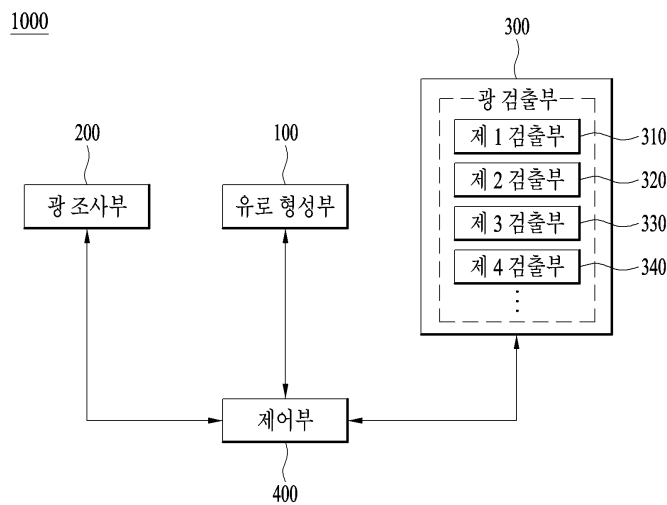 1000
300
광 검출부
200
100
제 1 검출부
310
제 2 검출부
320
광 조사부
유로 형성부
제 3 검출부
330
제 4 검출부
340
제어부
400